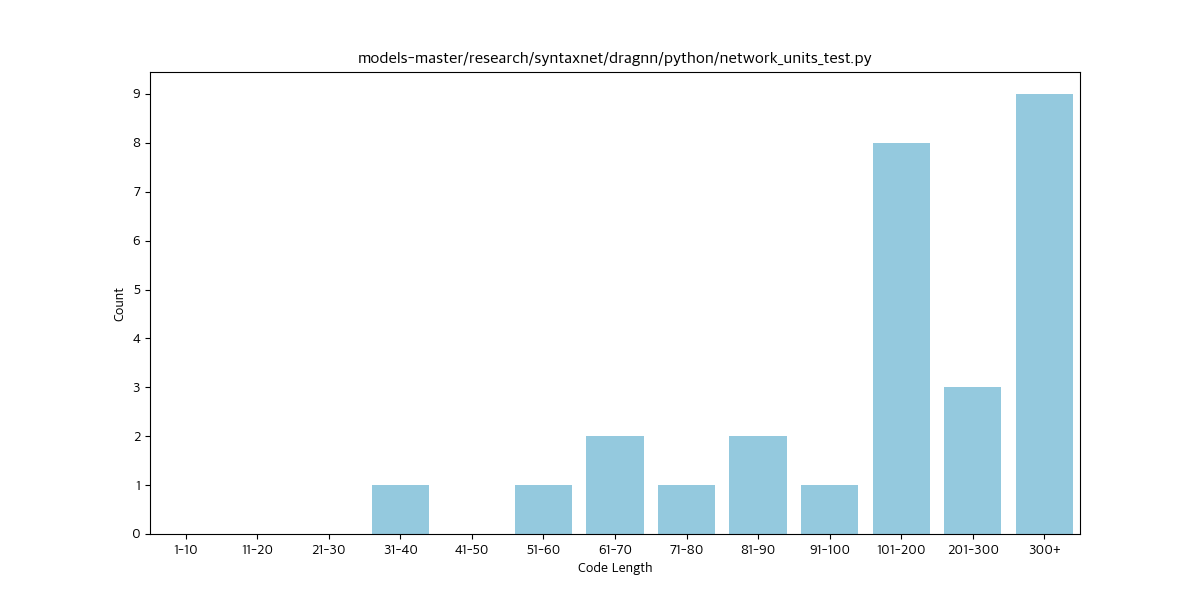 models-master/research/syntaxnet/dragnn/python/network_units_test.py
9
8
7
6
5
4
3
2
1
0
Count
1-10 11-20 21-30 31-40 41-50 51-60 61-70 71-80 81-90 91-100 101-200 201-300 300+
Code Length